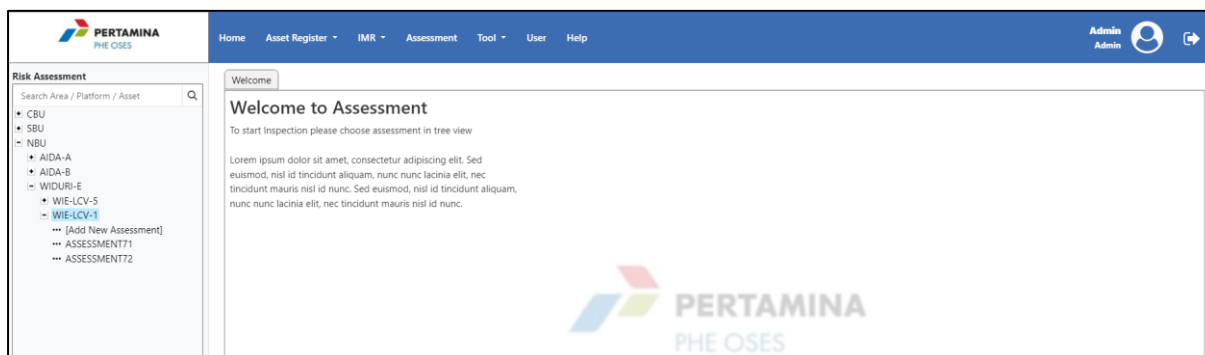 PERTAMINA
PHE OSES
Home Asset Register IMR Assessment Tool User Help
Admin
Admin
Risk Assessment
Search Area / Platform / Asset
CBU
SBU
NBU
AIDA-A
AIDA-B
WIDURI-E
WIE-LCV-5
WIE-LCV-1
[Add New Assessment]
ASSESSMENT71
ASSESSMENT72
Welcome
Welcome to Assessment
To start Inspection please choose assessment in tree view
Lorem ipsum dolor sit amet, consectetur adipiscing elit. Sed
euismod, nisl id tincidunt aliquam, nunc nunc lacinia elit, nec
tincidunt mauris nisl id nunc. Sed euismod, nisl id tincidunt aliquam,
nunc nunc lacinia elit, nec tincidunt mauris nisl id nunc.
PERTAMINA
PHE OSES